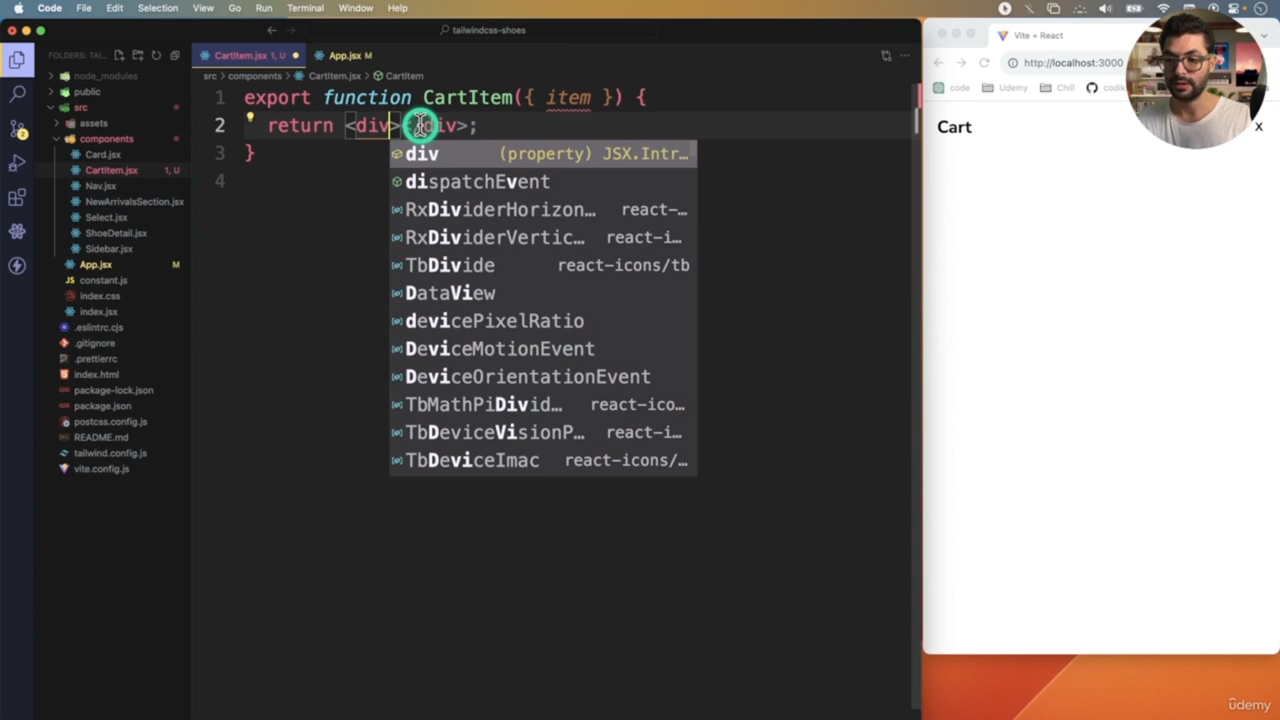 Code File Edit Selection View Go Run Terminal Window Help
tailwindcss-shoes
FOLDERS: TAI...
CartItem.jsx 1, U
App.jsx M
src > components > CartItem.jsx > CartItem
node_modules
public
src
assets
components
Card.jsx
CartItem.jsx 1, U
Nav.jsx
NewArrivalsSection.jsx
Select.jsx
ShoeDetail.jsx
Sidebar.jsx
App.jsx M
JS constant.js
index.css
index.jsx
.eslintrc.cjs
.gitignore
.prettierrc
index.html
package-lock.json
package.json
postcss.config.js
README.md
tailwind.config.js
vite.config.js
1 export function CartItem({ item }) {
2 return <div></div>;
3 }
4
div (property) JSX.Intr...
dispatchEvent
RxDividerHorizon... react-...
RxDividerVertic... react-i...
TbDivide react-icons/tb
DataView
devicePixelRatio
DeviceMotionEvent
DeviceOrientationEvent
TbMathPiDivid... react-ico...
TbDeviceVisionP... react-i...
TbDeviceImac react-icons/...
Vite + React
http://localhost:3000
code Udemy Chill
Cart X
ûdemy